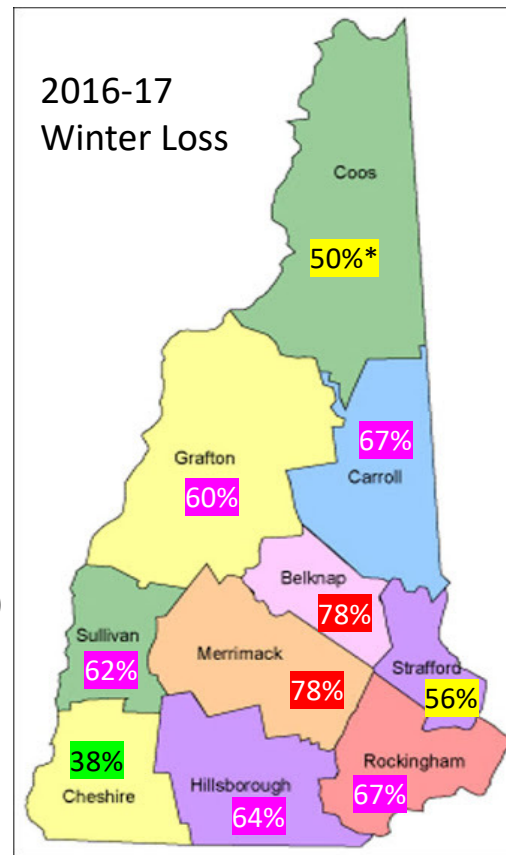 2016-17
Winter Loss
Coos
50%*
67%
Carroll
Grafton
60%
Belknap
78%
Sullivan
62%
Merrimack
78%
Strafford
56%
38%
Cheshire
Hillsborough
64%
Rockingham
67%
)